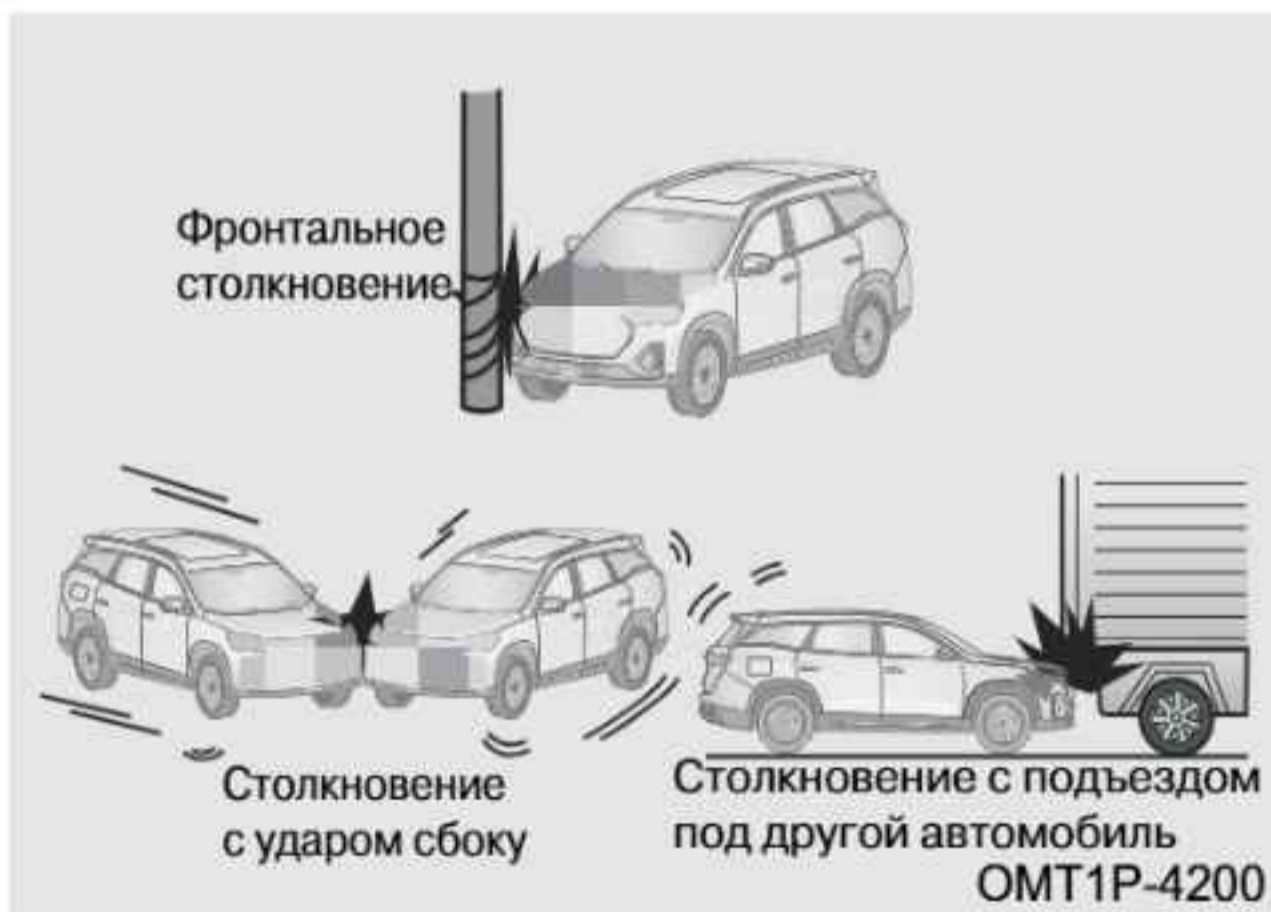 Фронтальное
столкновение
Столкновение
с ударом сбоку
Столкновение с подъездом
под другой автомобиль
OMT1P-4200